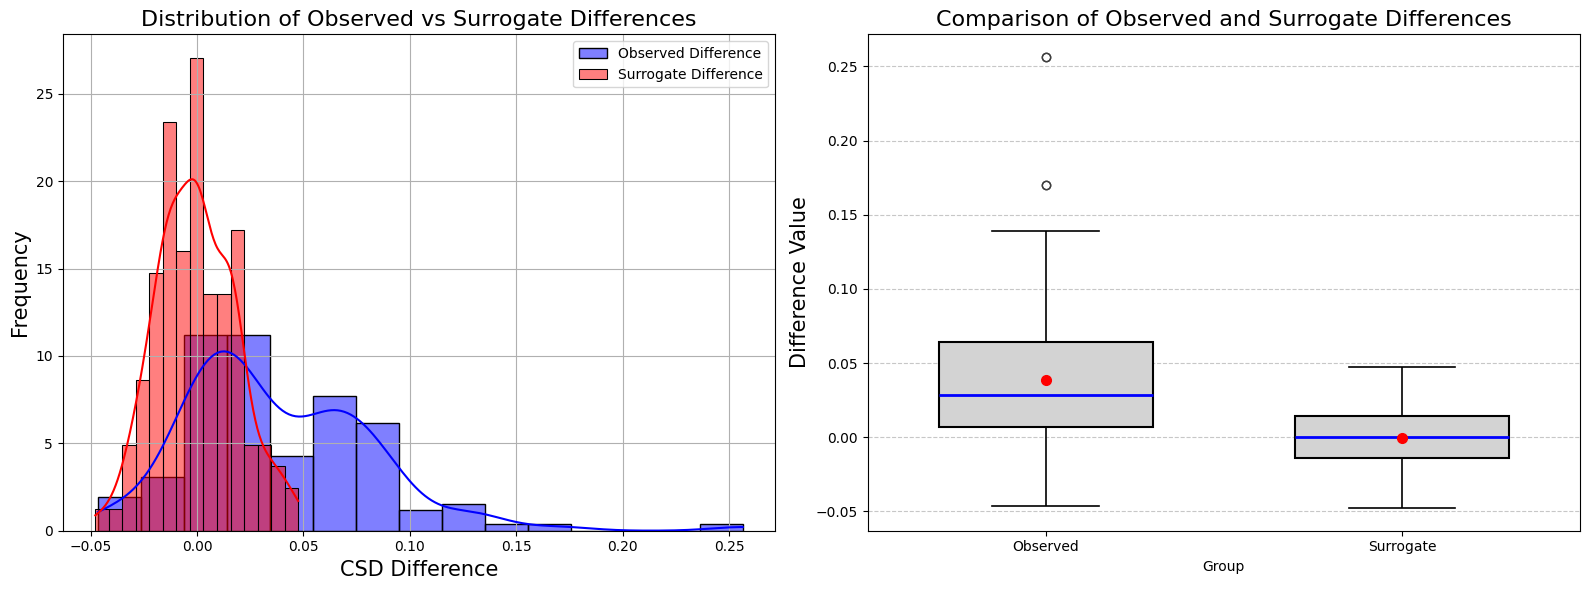 Distribution of Observed vs Surrogate Differences
Observed Difference
Surrogate Difference
Frequency
25
20
15
10
5
0
−0.05
0.00
0.05
0.10
0.15
0.20
0.25
CSD Difference
Comparison of Observed and Surrogate Differences
Difference Value
0.25
0.20
0.15
0.10
0.05
0.00
−0.05
Observed
Surrogate
Group